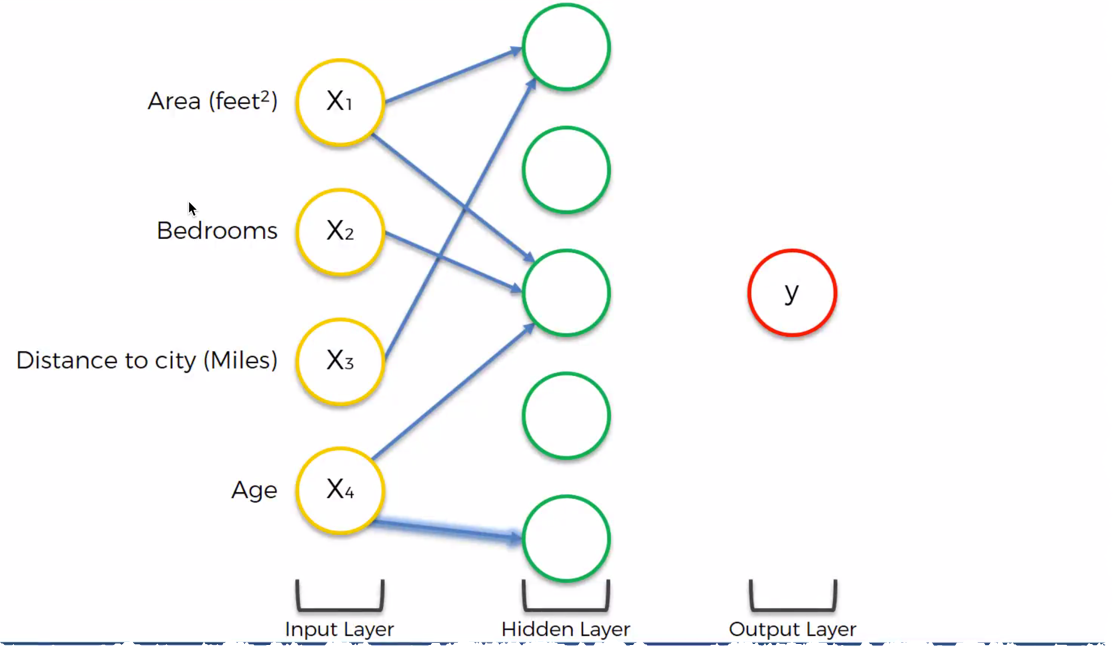 Area (feet²)
X₁
Bedrooms
X₂
Distance to city (Miles)
X₃
Age
X₄
y
Input Layer
Hidden Layer
Output Layer